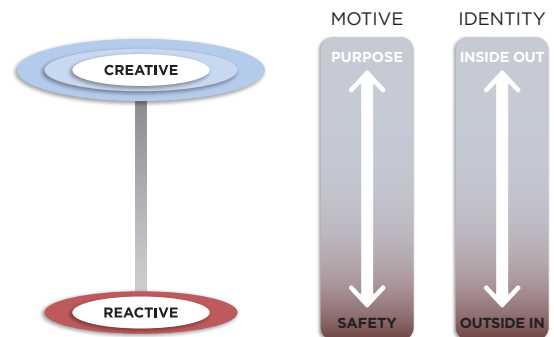 MOTIVE
IDENTITY
PURPOSE
INSIDE OUT
CREATIVE
REACTIVE
SAFETY
OUTSIDE IN